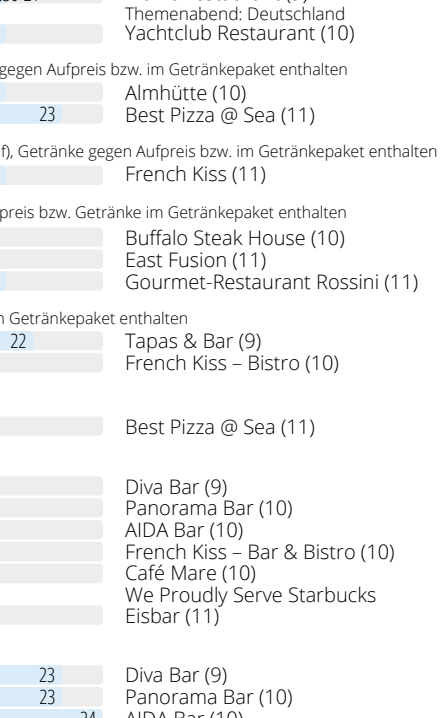 Themenabend: Deutschland
Yachtclub Restaurant (10)
gegen Aufpreis bzw. im Getränkepaket enthalten
Almhütte (10)
23 Best Pizza @ Sea (11)
f), Getränke gegen Aufpreis bzw. im Getränkepaket enthalten
French Kiss (11)
preis bzw. Getränke im Getränkepaket enthalten
Buffalo Steak House (10)
East Fusion (11)
Gourmet-Restaurant Rossini (11)
Getränkepaket enthalten
22 Tapas & Bar (9)
French Kiss – Bistro (10)
Best Pizza @ Sea (11)
Diva Bar (9)
Panorama Bar (10)
AIDA Bar (10)
French Kiss – Bar & Bistro (10)
Café Mare (10)
We Proudly Serve Starbucks
Eisbar (11)
23 Diva Bar (9)
23 Panorama Bar (10)
24 AIDA Bar (10)